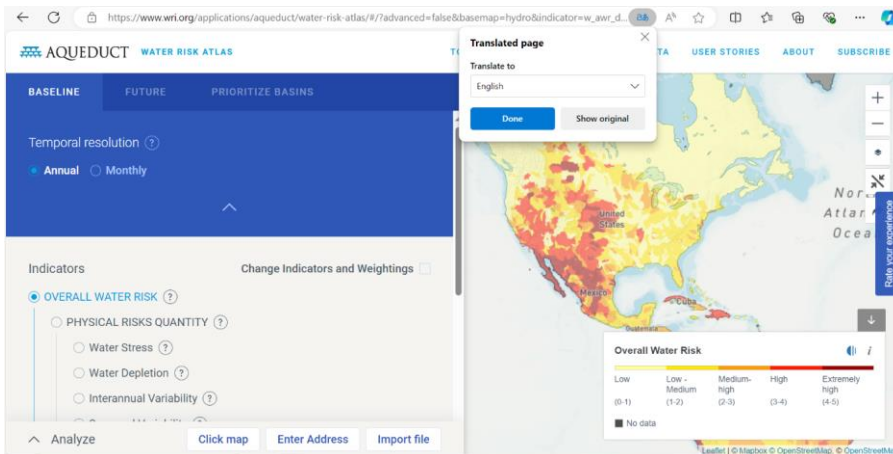 https://www.wri.org/applications/aqueduct/water-risk-atlas/#/?advanced=false&basemap=hydro&indicator=w_awr_d...
AQUEDUCT WATER RISK ATLAS
USER STORIES ABOUT SUBSCRIBE
Translated page
Translate to
English
Done Show original
BASELINE FUTURE PRIORITIZE BASINS
Temporal resolution ?
Annual Monthly
Indicators Change Indicators and Weightings
OVERALL WATER RISK ?
PHYSICAL RISKS QUANTITY ?
Water Stress ?
Water Depletion ?
Interannual Variability ?
Analyze Click map Enter Address Import file
United
States
Mexico
Cuba
Guatemala
Rate your experience
Overall Water Risk i
Low Low - Medium Medium-high High Extremely high
(0-1) (1-2) (2-3) (3-4) (4-5)
No data
Leaflet | © Mapbox © OpenStreetMap, © OpenStreetM